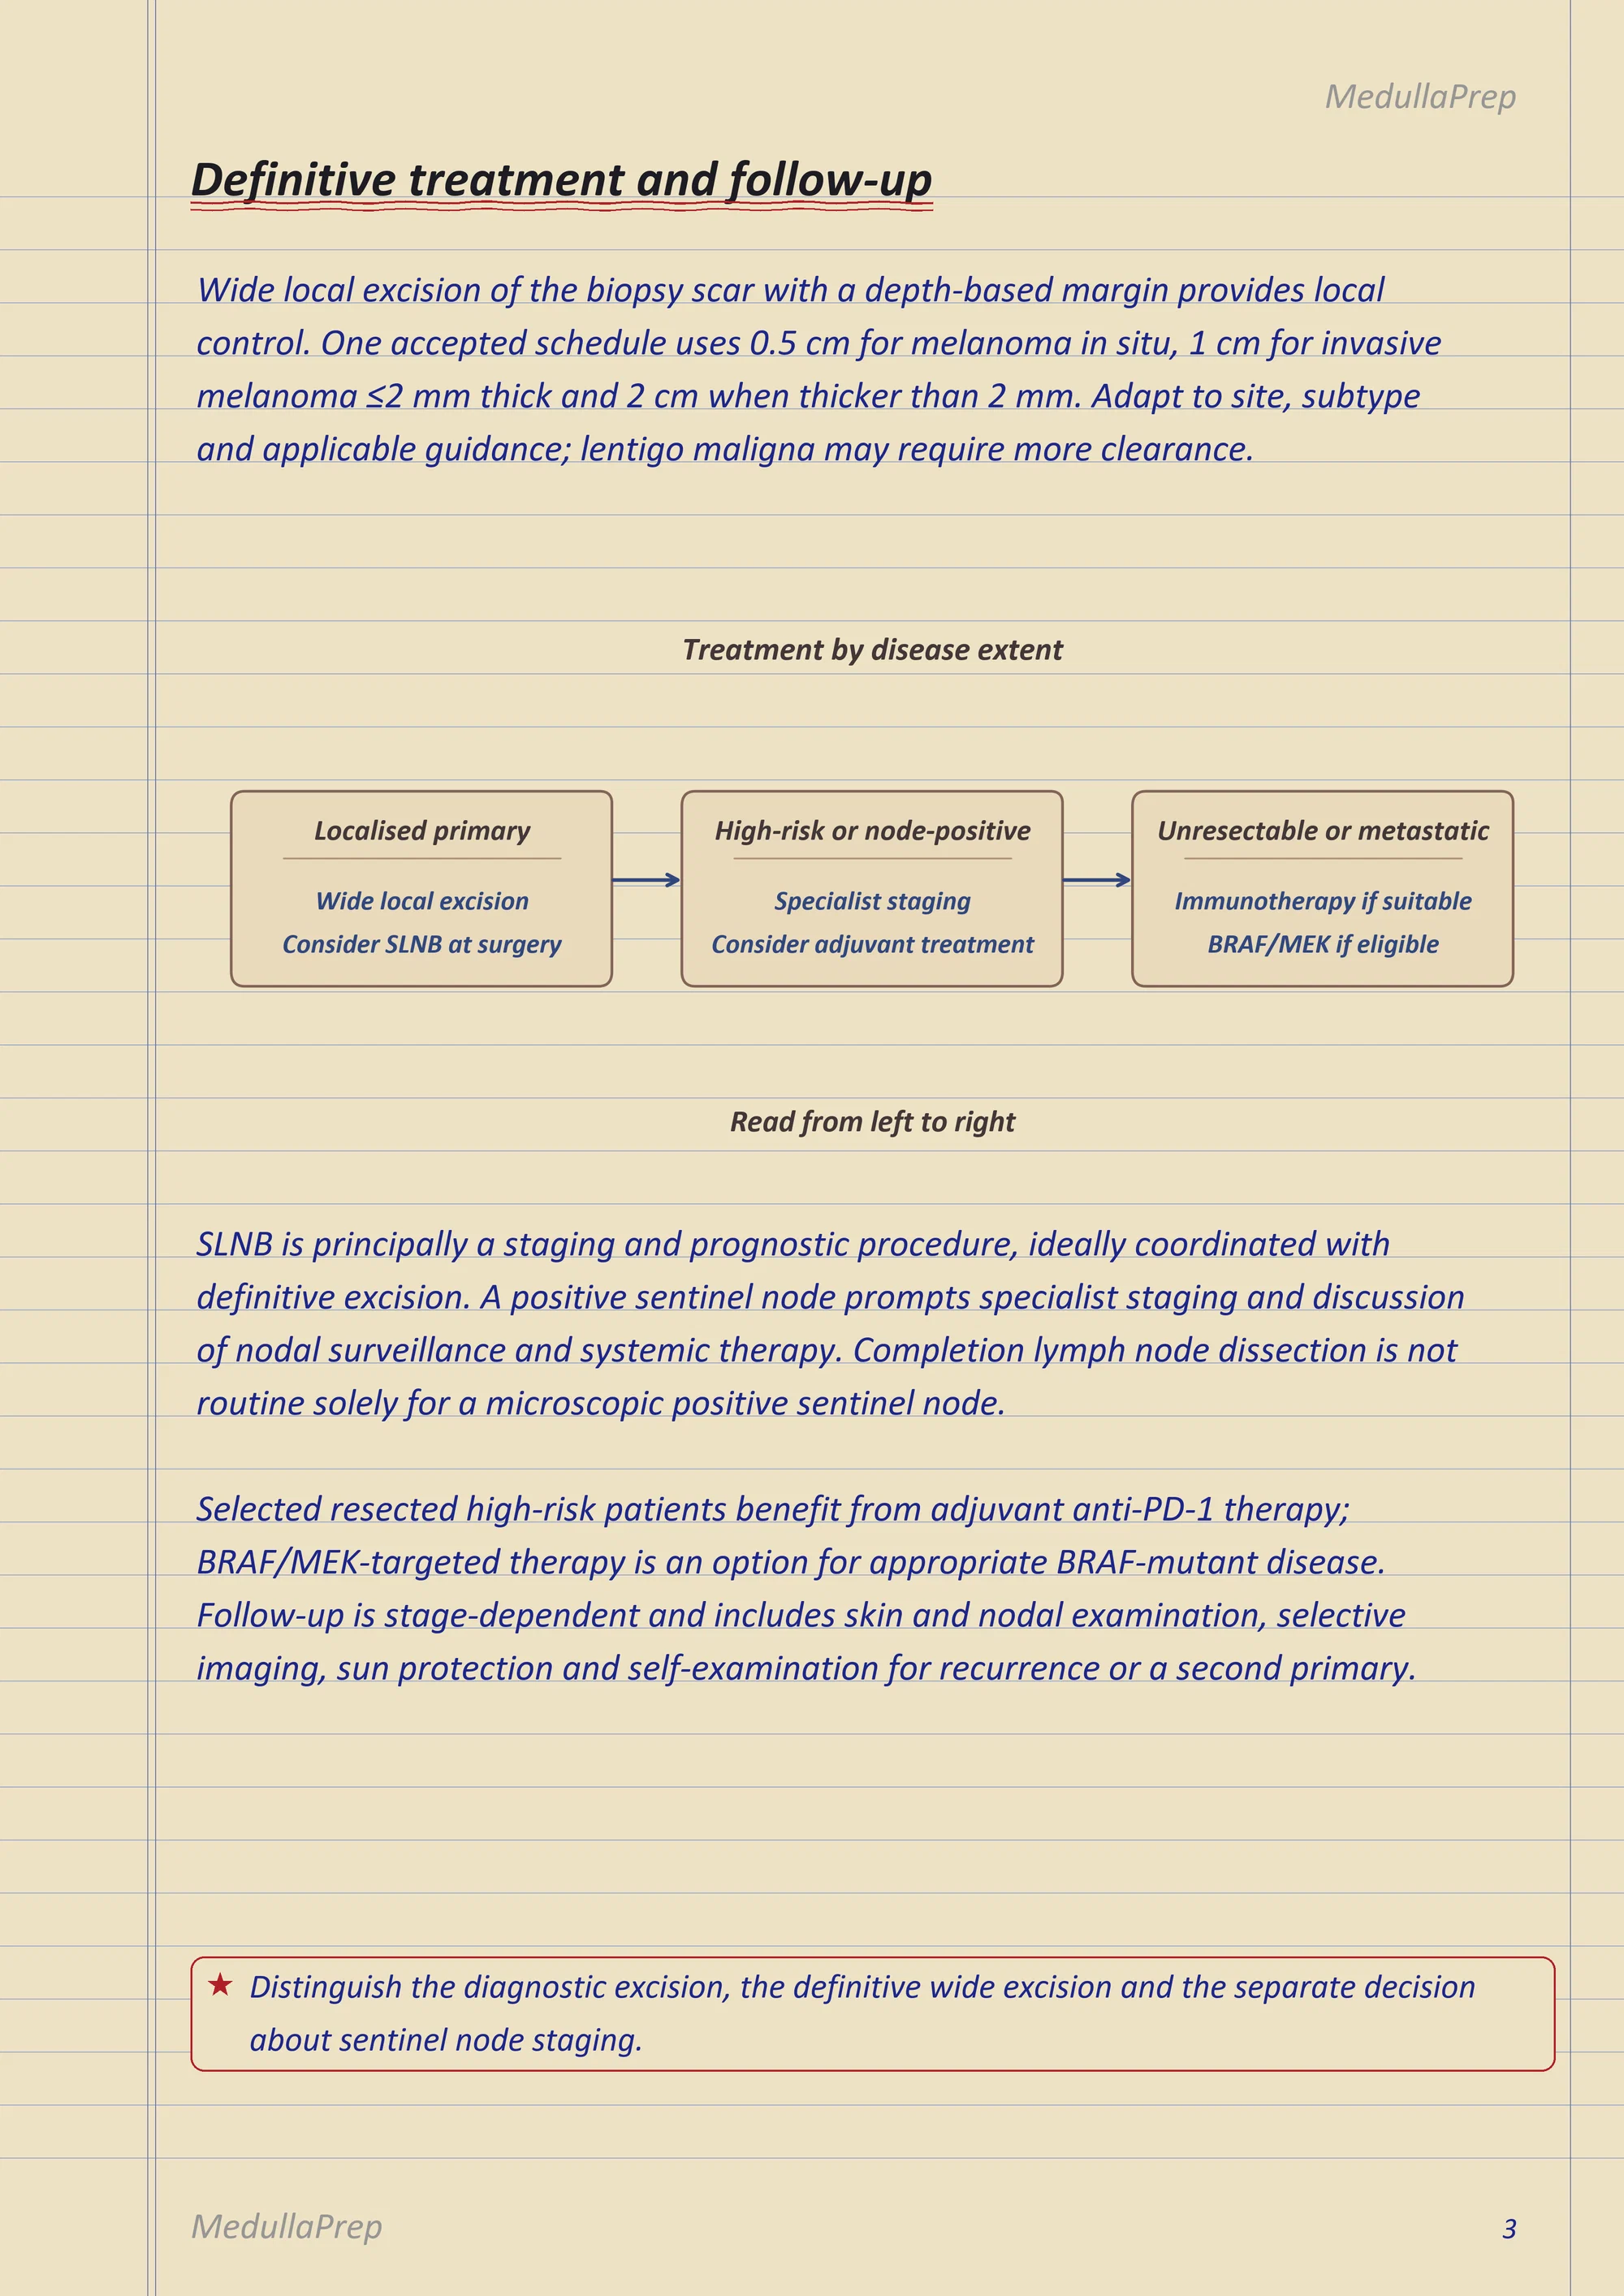 MedullaPrep
Definitive treatment and follow-up
Wide local excision of the biopsy scar with a depth-based margin provides local
control. One accepted schedule uses 0.5 cm for melanoma in situ, 1 cm for invasive
melanoma ≤2 mm thick and 2 cm when thicker than 2 mm. Adapt to site, subtype
and applicable guidance; lentigo maligna may require more clearance.
Treatment by disease extent
Localised primary
Wide local excision
Consider SLNB at surgery
High-risk or node-positive
Specialist staging
Consider adjuvant treatment
Unresectable or metastatic
Immunotherapy if suitable
BRAF/MEK if eligible
Read from left to right
SLNB is principally a staging and prognostic procedure, ideally coordinated with
definitive excision. A positive sentinel node prompts specialist staging and discussion
of nodal surveillance and systemic therapy. Completion lymph node dissection is not
routine solely for a microscopic positive sentinel node.
Selected resected high-risk patients benefit from adjuvant anti-PD-1 therapy;
BRAF/MEK-targeted therapy is an option for appropriate BRAF-mutant disease.
Follow-up is stage-dependent and includes skin and nodal examination, selective
imaging, sun protection and self-examination for recurrence or a second primary.
★ Distinguish the diagnostic excision, the definitive wide excision and the separate decision
about sentinel node staging.
MedullaPrep
3